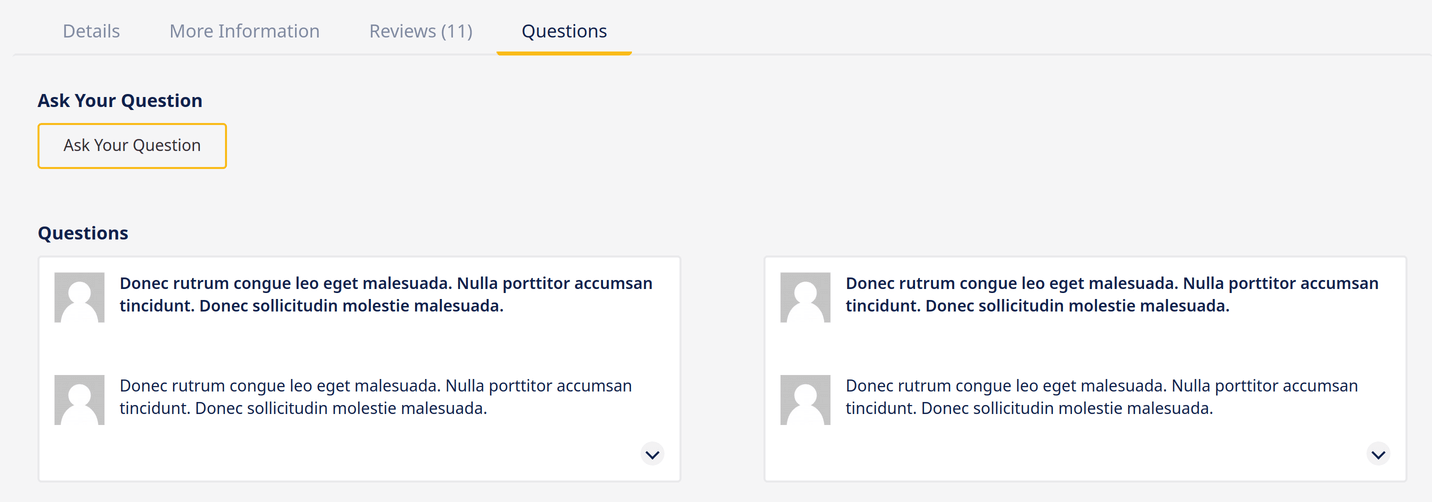 Details More Information Reviews (11) Questions
Ask Your Question
Ask Your Question
Questions
Donec rutrum congue leo eget malesuada. Nulla porttitor accumsan
tincidunt. Donec sollicitudin molestie malesuada.
Donec rutrum congue leo eget malesuada. Nulla porttitor accumsan
tincidunt. Donec sollicitudin molestie malesuada.
Donec rutrum congue leo eget malesuada. Nulla porttitor accumsan
tincidunt. Donec sollicitudin molestie malesuada.
Donec rutrum congue leo eget malesuada. Nulla porttitor accumsan
tincidunt. Donec sollicitudin molestie malesuada.